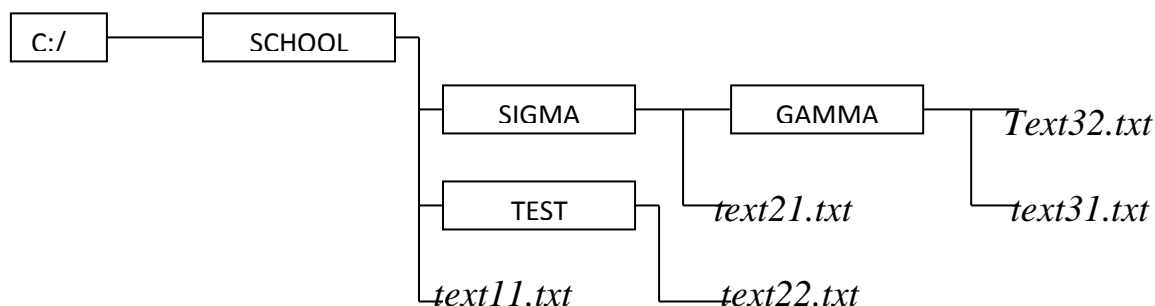 C:/ SCHOOL
SIGMA GAMMA Text32.txt
TEST text21.txt text31.txt
text11.txt text22.txt